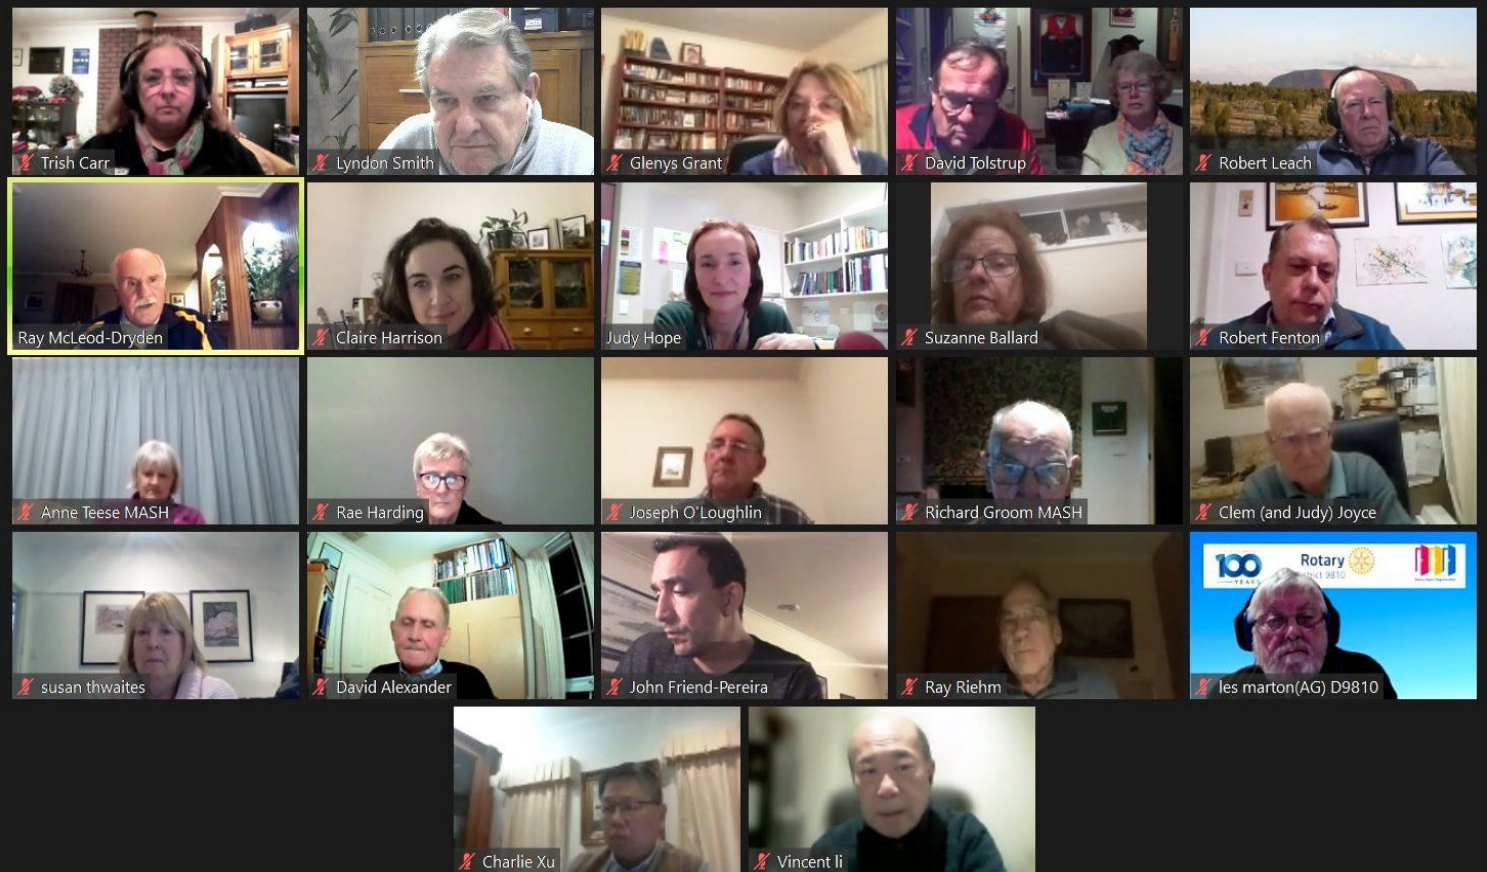 Trish Carr
Lyndon Smith
Glenys Grant
David Tolstrup
Robert Leach
Ray McLeod-Dryden
Claire Harrison
Judy Hope
Suzanne Ballard
Robert Fenton
Anne Teese MASH
Rae Harding
Joseph O'Loughlin
Richard Groom MASH
Clem (and Judy) Joyce
100
YEARS
Rotary
District 9810
susan thwaites
David Alexander
John Friend-Pereira
Ray Riehm
les marton(AG) D9810
Charlie Xu
Vincent li